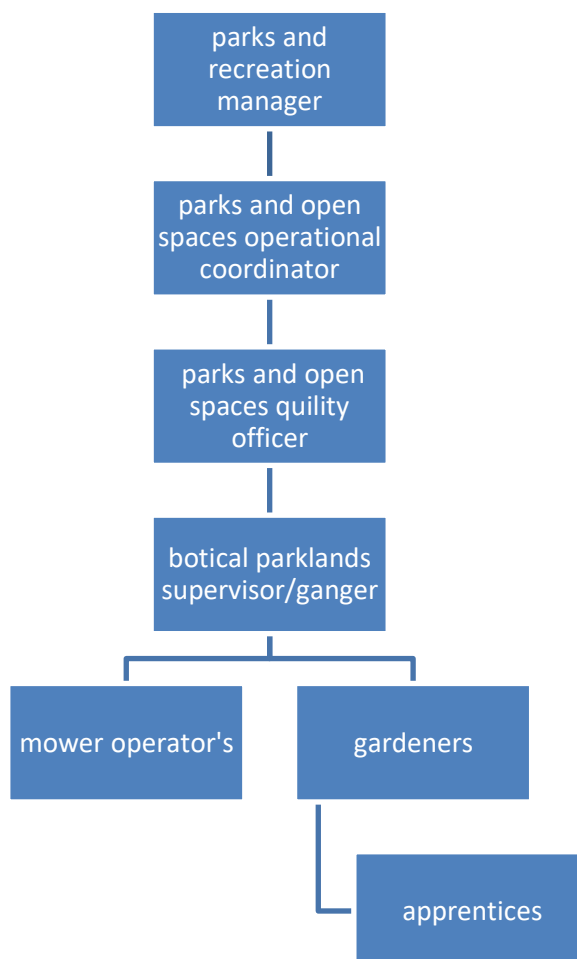 parks and
recreation
manager
parks and open
spaces operational
coordinator
parks and open
spaces quility
officer
botical parklands
supervisor/ganger
mower operator's
gardeners
apprentices